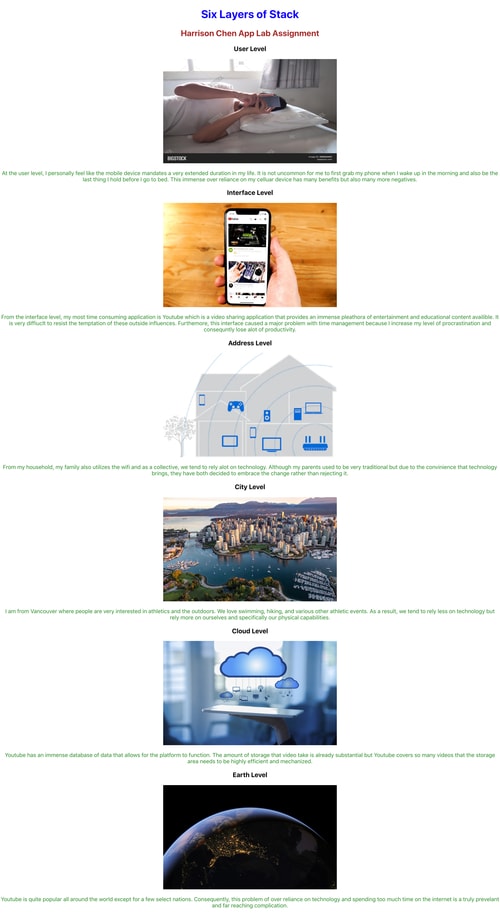 Six Layers of Stack
Harrison Chen App Lab Assignment
User Level
BIGSTOCK
At the user level, I personally feel like the mobile device mandates a very extended duration in my life. It is not uncommon for me to first grab my phone when I wake up in the morning and also be the
last thing I hold before I go to bed. This immense over reliance on my celluar device has many benefits but also many more negatives.
Interface Level
From the interface level, my most time consuming application is Youtube which is a video sharing application that provides an immense pleathora of entertainment and educational content availible. It
is very diffiuclt to resist the temptation of these outside influences. Furthemore, this interface caused a major problem with time management because I increase my level of procrastination and
consequntly lose alot of productivity.
Address Level
From my household, my family also utilizes the wifi and as a collective, we tend to rely alot on technology. Although my parents used to be very traditional but due to the convinience that technology
brings, they have both decided to embrace the change rather than rejecting it.
City Level
I am from Vancouver where people are very interested in athletics and the outdoors. We love swimming, hiking, and various other athletic events. As a result, we tend to rely less on technology but
rely more on ourselves and specifically our physical capabilities.
Cloud Level
Youtube has an immense database of data that allows for the platform to function. The amount of storage that video take is already substantial but Youtube covers so many videos that the storage
area needs to be highly efficient and mechanized.
Earth Level
Youtube is quite popular all around the world except for a few select nations. Consequently, this problem of over reliance on technology and spending too much time on the internet is a truly prevelant
and far reaching complication.